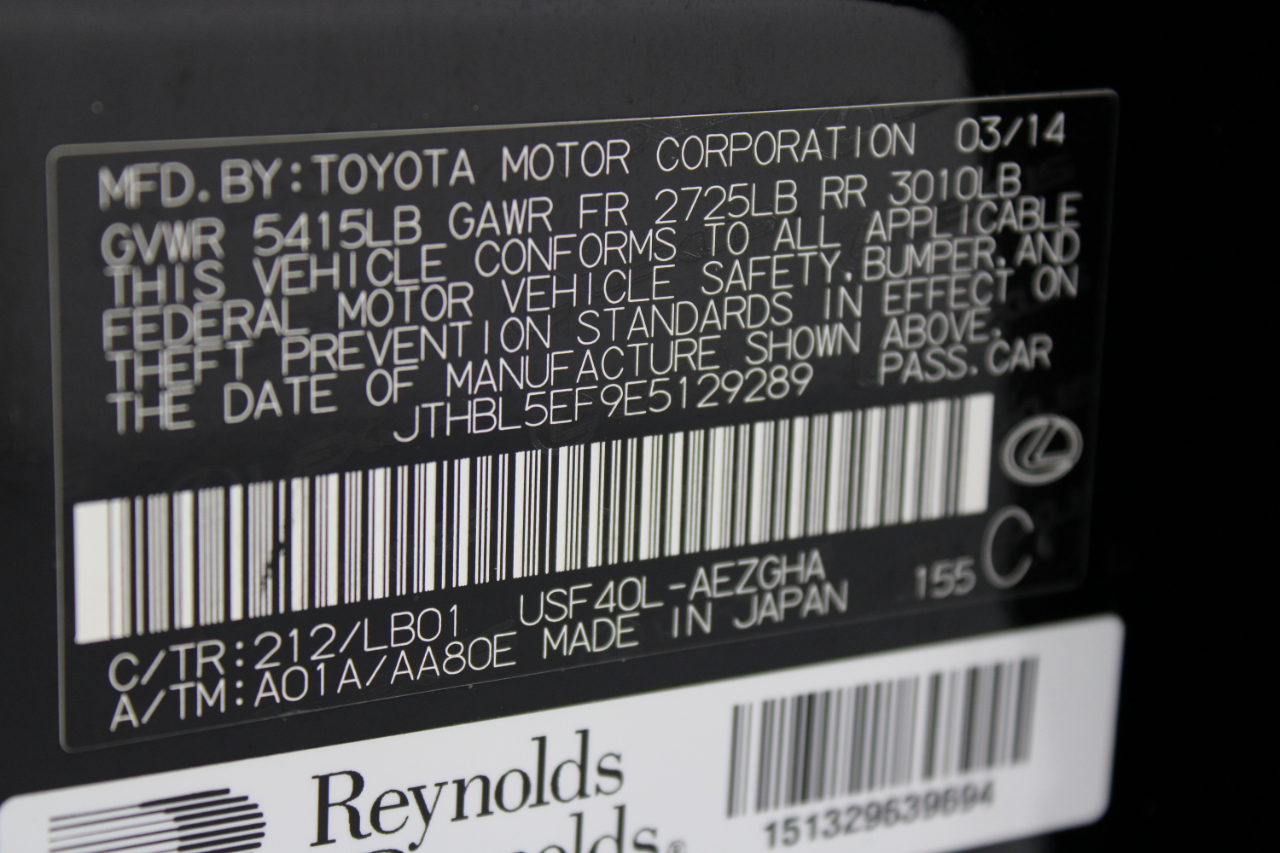 MFD.BY:TOYOTA MOTOR CORPORATION 03/14
GVWR 5415LB GAWR FR 2725LB RR 3010LB
THIS VEHICLE CONFORMS TO ALL APPLICABLE
FEDERAL MOTOR VEHICLE SAFETY,BUMPER,AND
THEFT PREVENTION STANDARDS IN EFFECT ON
THE DATE OF MANUFACTURE SHOWN ABOVE.
JTHBL5EF9E5129289 PASS.CAR
C/TR:212/LB01 USF40L-AEZGHA 155 C
A/TM:A01A/AA80E MADE IN JAPAN
Reynolds
151329639694